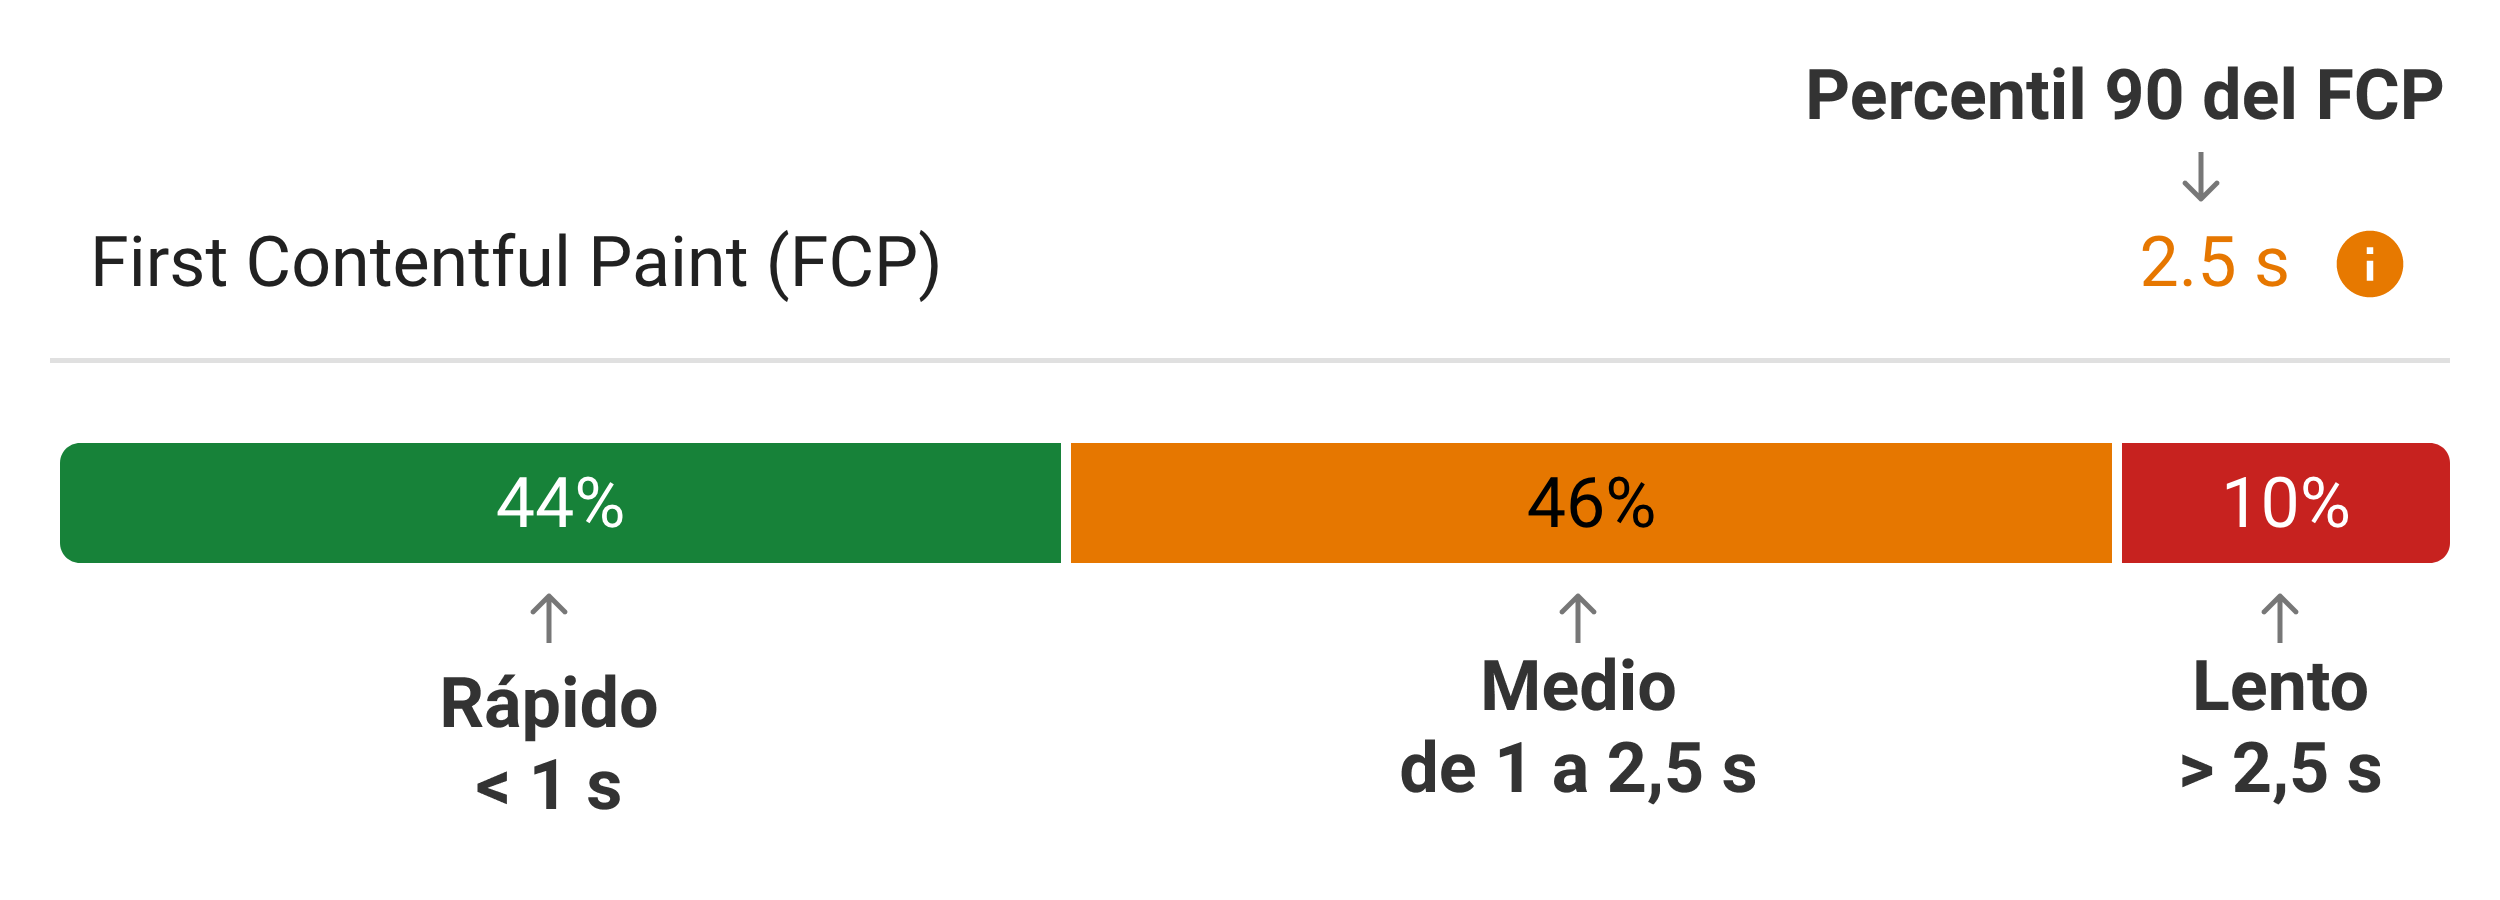 Percentil 90 del FCP
First Contentful Paint (FCP)
2.5 s
i
44%
46%
10%
Rápido
< 1 s
Medio
de 1 a 2,5 s
Lento
> 2,5 s